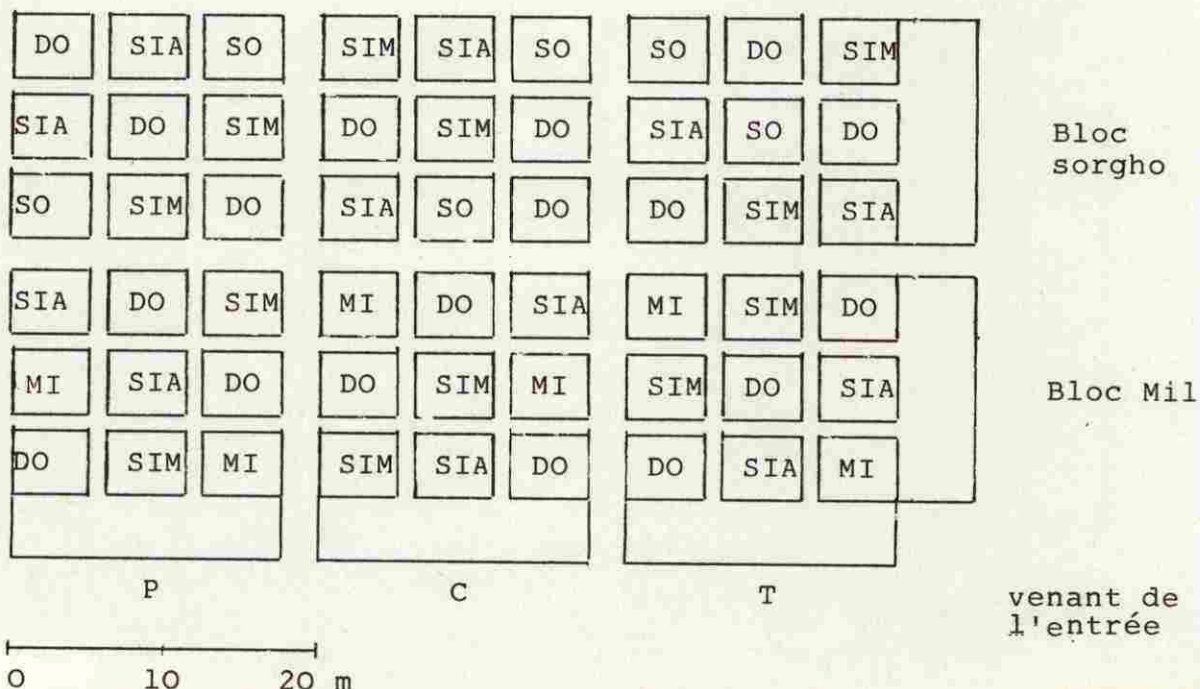 DO SIA SO SIM SIA SO SO DO SIM
SIA DO SIM DO SIM DO SIA SO DO
SO SIM DO SIA SO DO DO SIM SIA
Bloc
sorgho
SIA DO SIM MI DO SIA MI SIM DO
MI SIA DO DO SIM MI SIM DO SIA
DO SIM MI SIM SIA DO DO SIA MI
Bloc Mil
P C T
venant de
l'entrée
0 10 20 m